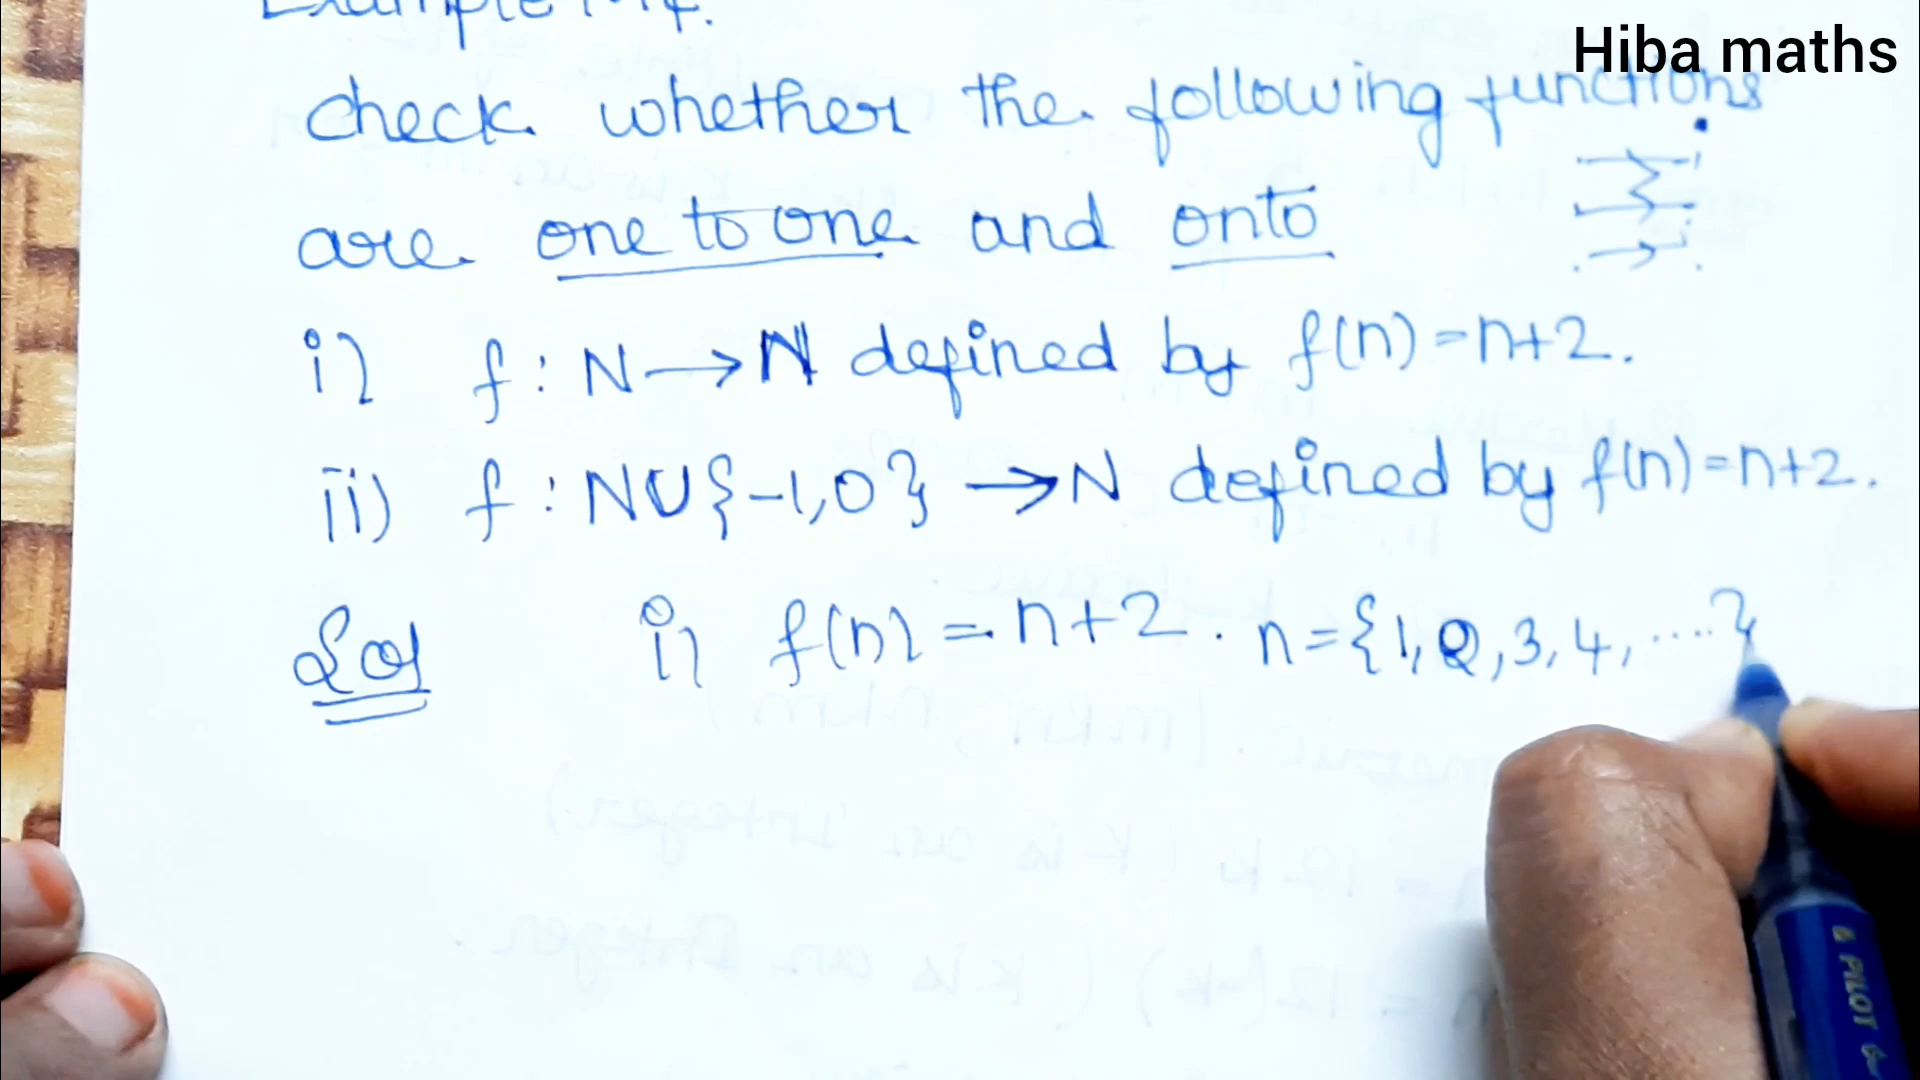 Hiba maths
check whether the following functions
are one to one and onto
i) f : N → N defined by f(n) = n+2.
ii) f : N ∪ {-1, 0} → N defined by f(n) = n+2.
Sol i) f(n) = n+2 . n = {1, 2, 3, 4, .....}
PILOT